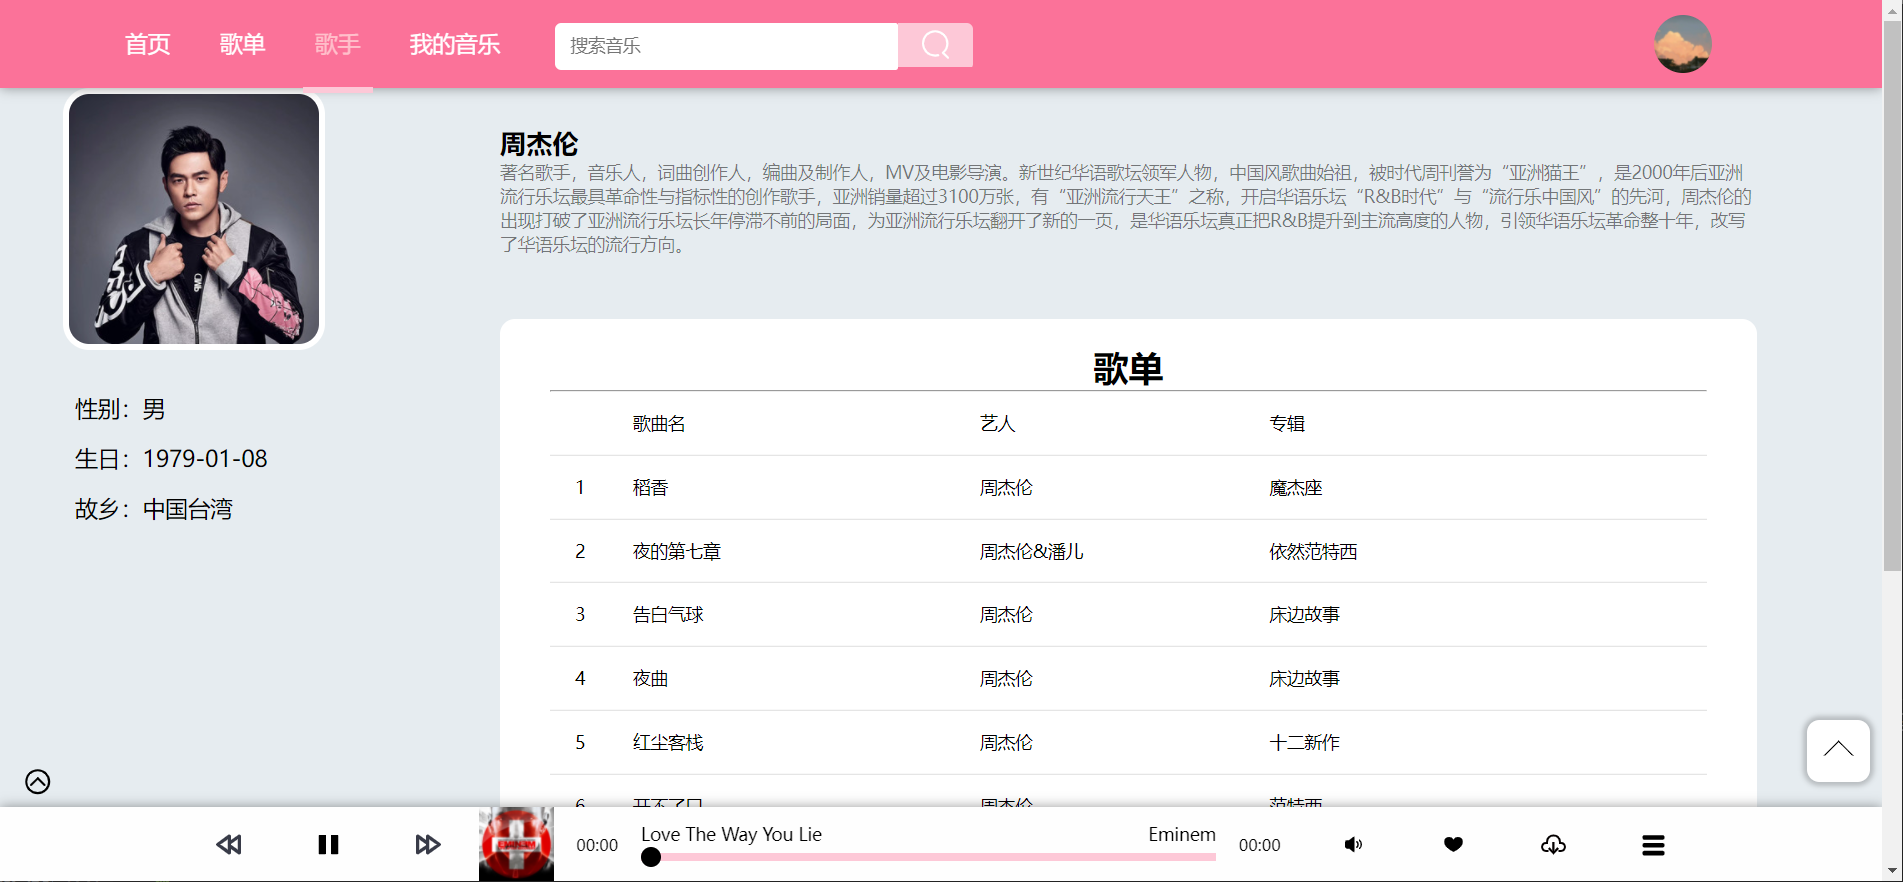 首页 歌单 歌手 我的音乐 搜索音乐
周杰伦
著名歌手，音乐人，词曲创作人，编曲及制作人，MV及电影导演。新世纪华语歌坛领军人物，中国风歌曲始祖，被时代周刊誉为“亚洲猫王”，是2000年后亚洲
流行乐坛最具革命性与指标性的创作歌手，亚洲销量超过3100万张，有“亚洲流行天王”之称，开启华语乐坛“R&B时代”与“流行乐中国风”的先河，周杰伦的
出现打破了亚洲流行乐坛长年停滞不前的局面，为亚洲流行乐坛翻开了新的一页，是华语乐坛真正把R&B提升到主流高度的人物，引领华语乐坛革命整十年，改写
了华语乐坛的流行方向。
性别：男
生日：1979-01-08
故乡：中国台湾
歌单
歌曲名 艺人 专辑
1 稻香 周杰伦 魔杰座
2 夜的第七章 周杰伦&潘儿 依然范特西
3 告白气球 周杰伦 床边故事
4 夜曲 周杰伦 床边故事
5 红尘客栈 周杰伦 十二新作
6 开不了口 周杰伦 范特西
EMINEM
00:00 Love The Way You Lie Eminem 00:00